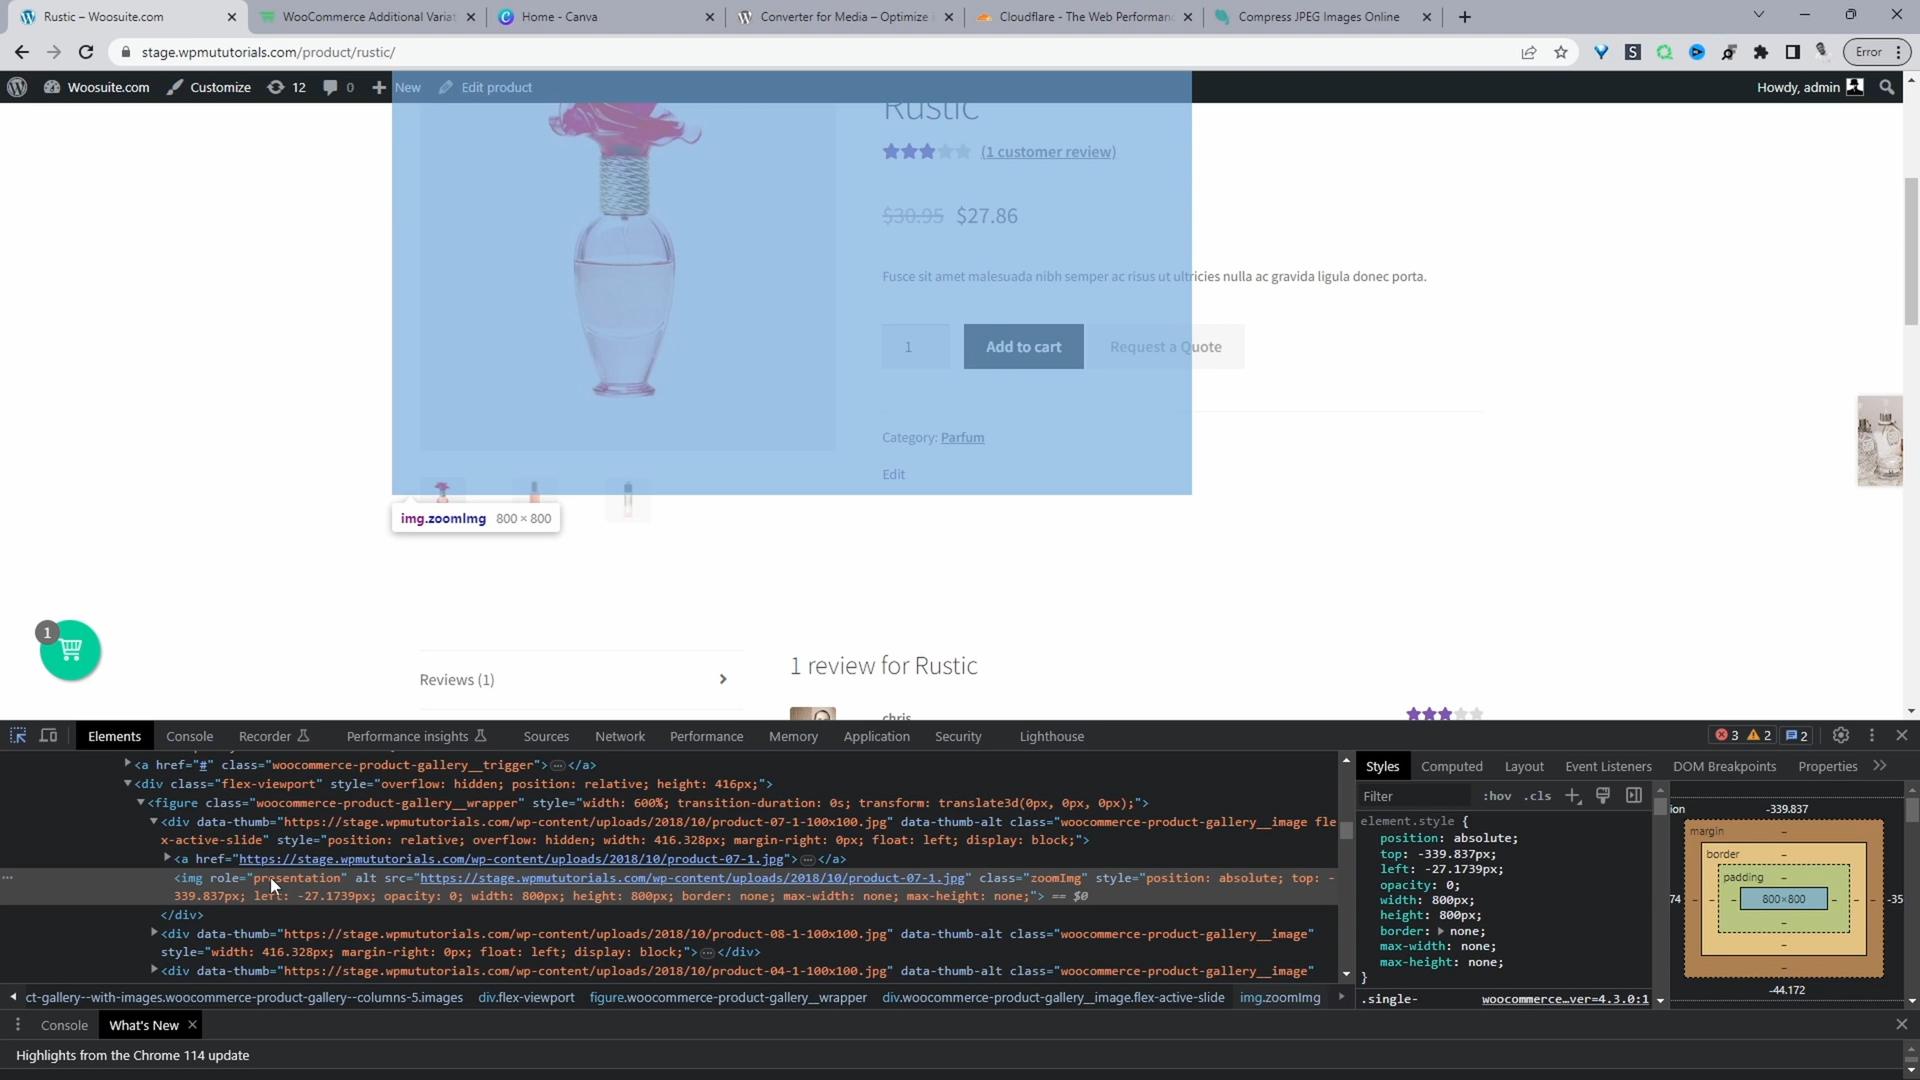 Rustic – Woosuite.com
WooCommerce Additional Variat
Home - Canva
Converter for Media – Optimize
Cloudflare - The Web Performan
Compress JPEG Images Online
stage.wpmututorials.com/product/rustic/
Error
Woosuite.com
Customize
12
0
New
Edit product
Howdy, admin
Rustic
(1 customer review)
$30.95 $27.86
Fusce sit amet malesuada nibh semper ac risus ut ultricies nulla ac gravida ligula donec porta.
1
Add to cart
Request a Quote
Category: Parfum
Edit
img.zoomImg 800 × 800
1
Reviews (1)
1 review for Rustic
chris
Elements
Console
Recorder
Performance insights
Sources
Network
Performance
Memory
Application
Security
Lighthouse
3
2
2
<a href="#" class="woocommerce-product-gallery__trigger">…</a>
<div class="flex-viewport" style="overflow: hidden; position: relative; height: 416px;">
<figure class="woocommerce-product-gallery__wrapper" style="width: 600%; transition-duration: 0s; transform: translate3d(0px, 0px, 0px);">
<div data-thumb="https://stage.wpmututorials.com/wp-content/uploads/2018/10/product-07-1-100x100.jpg" data-thumb-alt class="woocommerce-product-gallery__image fle
x-active-slide" style="position: relative; overflow: hidden; width: 416.328px; margin-right: 0px; float: left; display: block;">
<a href="https://stage.wpmututorials.com/wp-content/uploads/2018/10/product-07-1.jpg">…</a>
<img role="presentation" alt src="https://stage.wpmututorials.com/wp-content/uploads/2018/10/product-07-1.jpg" class="zoomImg" style="position: absolute; top: -
339.837px; left: -27.1739px; opacity: 0; width: 800px; height: 800px; border: none; max-width: none; max-height: none;"> == $0
</div>
<div data-thumb="https://stage.wpmututorials.com/wp-content/uploads/2018/10/product-08-1-100x100.jpg" data-thumb-alt class="woocommerce-product-gallery__image"
style="width: 416.328px; margin-right: 0px; float: left; display: block;">…</div>
<div data-thumb="https://stage.wpmututorials.com/wp-content/uploads/2018/10/product-04-1-100x100.jpg" data-thumb-alt class="woocommerce-product-gallery__image"
ct-gallery--with-images.woocommerce-product-gallery--columns-5.images
div.flex-viewport
figure.woocommerce-product-gallery__wrapper
div.woocommerce-product-gallery__image.flex-active-slide
img.zoomImg
Styles
Computed
Layout
Event Listeners
DOM Breakpoints
Properties
Filter
:hov
.cls
element.style {
position: absolute;
top: -339.837px;
left: -27.1739px;
opacity: 0;
width: 800px;
height: 800px;
border: none;
max-width: none;
max-height: none;
}
.single-
woocommerce…ver=4.3.0:1
ion
-339.837
margin
–
border
–
padding
–
74
–
–
–
800×800
–
–
–
-35
–
–
–
-44.172
Console
What's New
Highlights from the Chrome 114 update